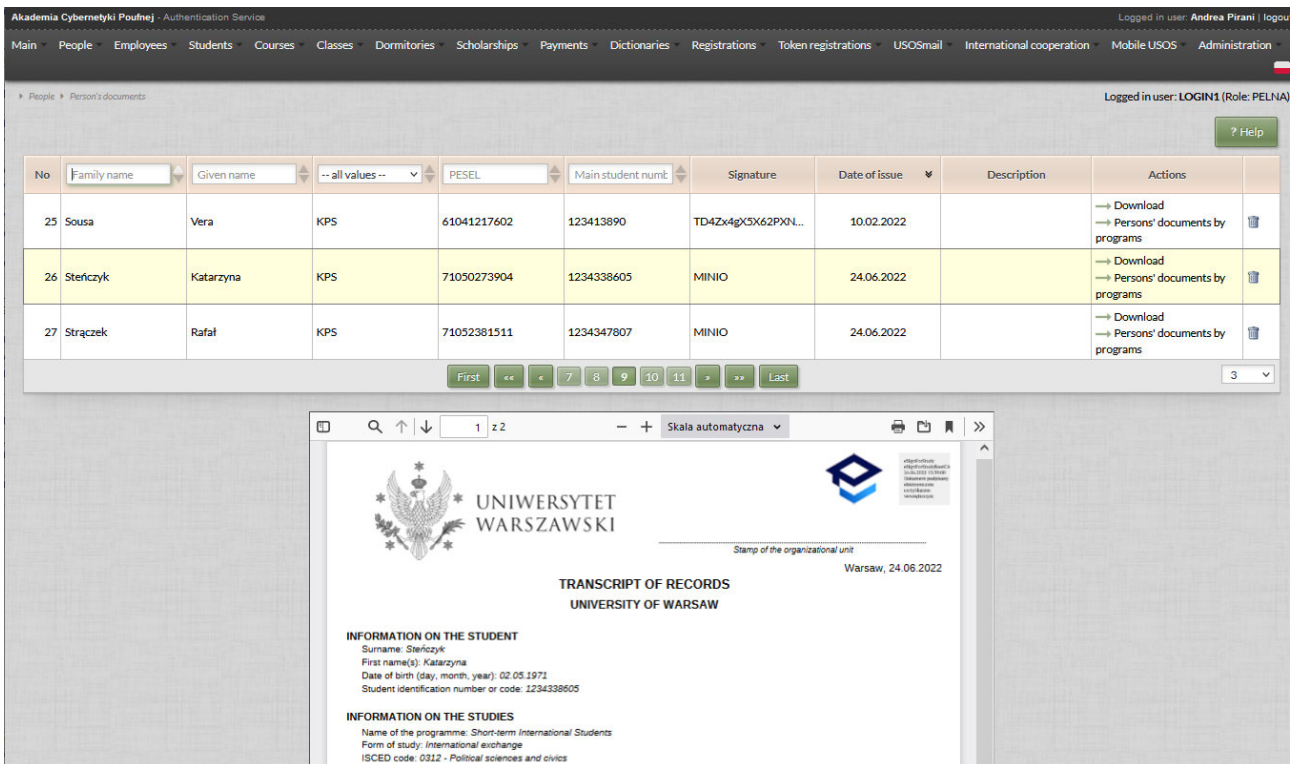 Akademia Cybernetyki Poufnej - Authentication Service
Logged in user: Andrea Pirani | logout
Main People Employees Students Courses Classes Dormitories Scholarships Payments Dictionaries Registrations Token registrations USOSmail International cooperation Mobile USOS Administration
People Person's documents
Logged in user: LOGIN1 (Role: PELNA)
? Help
No Family name Given name -- all values -- PESEL Main student numb Signature Date of issue Description Actions
25 Sousa Vera KPS 61041217602 123413890 TD4Zx4gX5X62PXN... 10.02.2022
Download
Persons' documents by
programs
26 Steńczyk Katarzyna KPS 71050273904 1234338605 MINIO 24.06.2022
Download
Persons' documents by
programs
27 Strączek Rafał KPS 71052381511 1234347807 MINIO 24.06.2022
Download
Persons' documents by
programs
First «« « 7 8 9 10 11 » »» Last
3
1 z 2
Skala automatyczna
UNIWERSYTET
WARSZAWSKI
Stamp of the organizational unit
Warsaw, 24.06.2022
TRANSCRIPT OF RECORDS
UNIVERSITY OF WARSAW
INFORMATION ON THE STUDENT
Surname: Steńczyk
First name(s): Katarzyna
Date of birth (day, month, year): 02.05.1971
Student identification number or code: 1234338605
INFORMATION ON THE STUDIES
Name of the programme: Short-term International Students
Form of study: International exchange
ISCED code: 0312 - Political sciences and civics